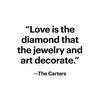 “Love is the
diamond that
the jewelry and
art decorate.”
—The Carters